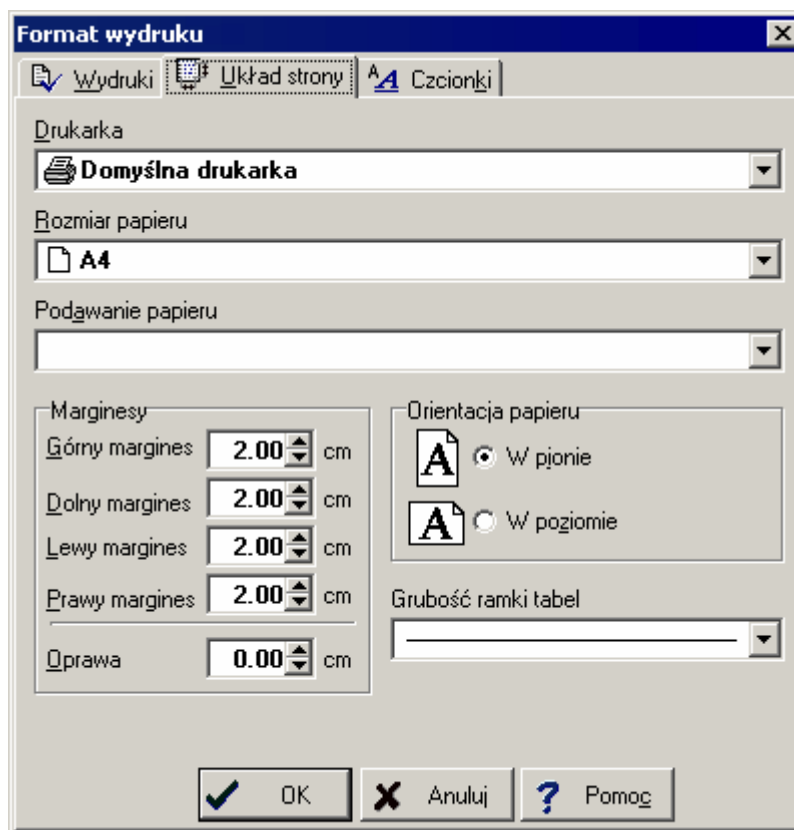 Format wydruku
Wydruki Układ strony Czcionki
Drukarka
Domyślna drukarka
Rozmiar papieru
A4
Podawanie papieru
Marginesy
Górny margines 2.00 cm
Dolny margines 2.00 cm
Lewy margines 2.00 cm
Prawy margines 2.00 cm
Oprawa 0.00 cm
Orientacja papieru
A W pionie
A W poziomie
Grubość ramki tabel
OK Anuluj Pomoc